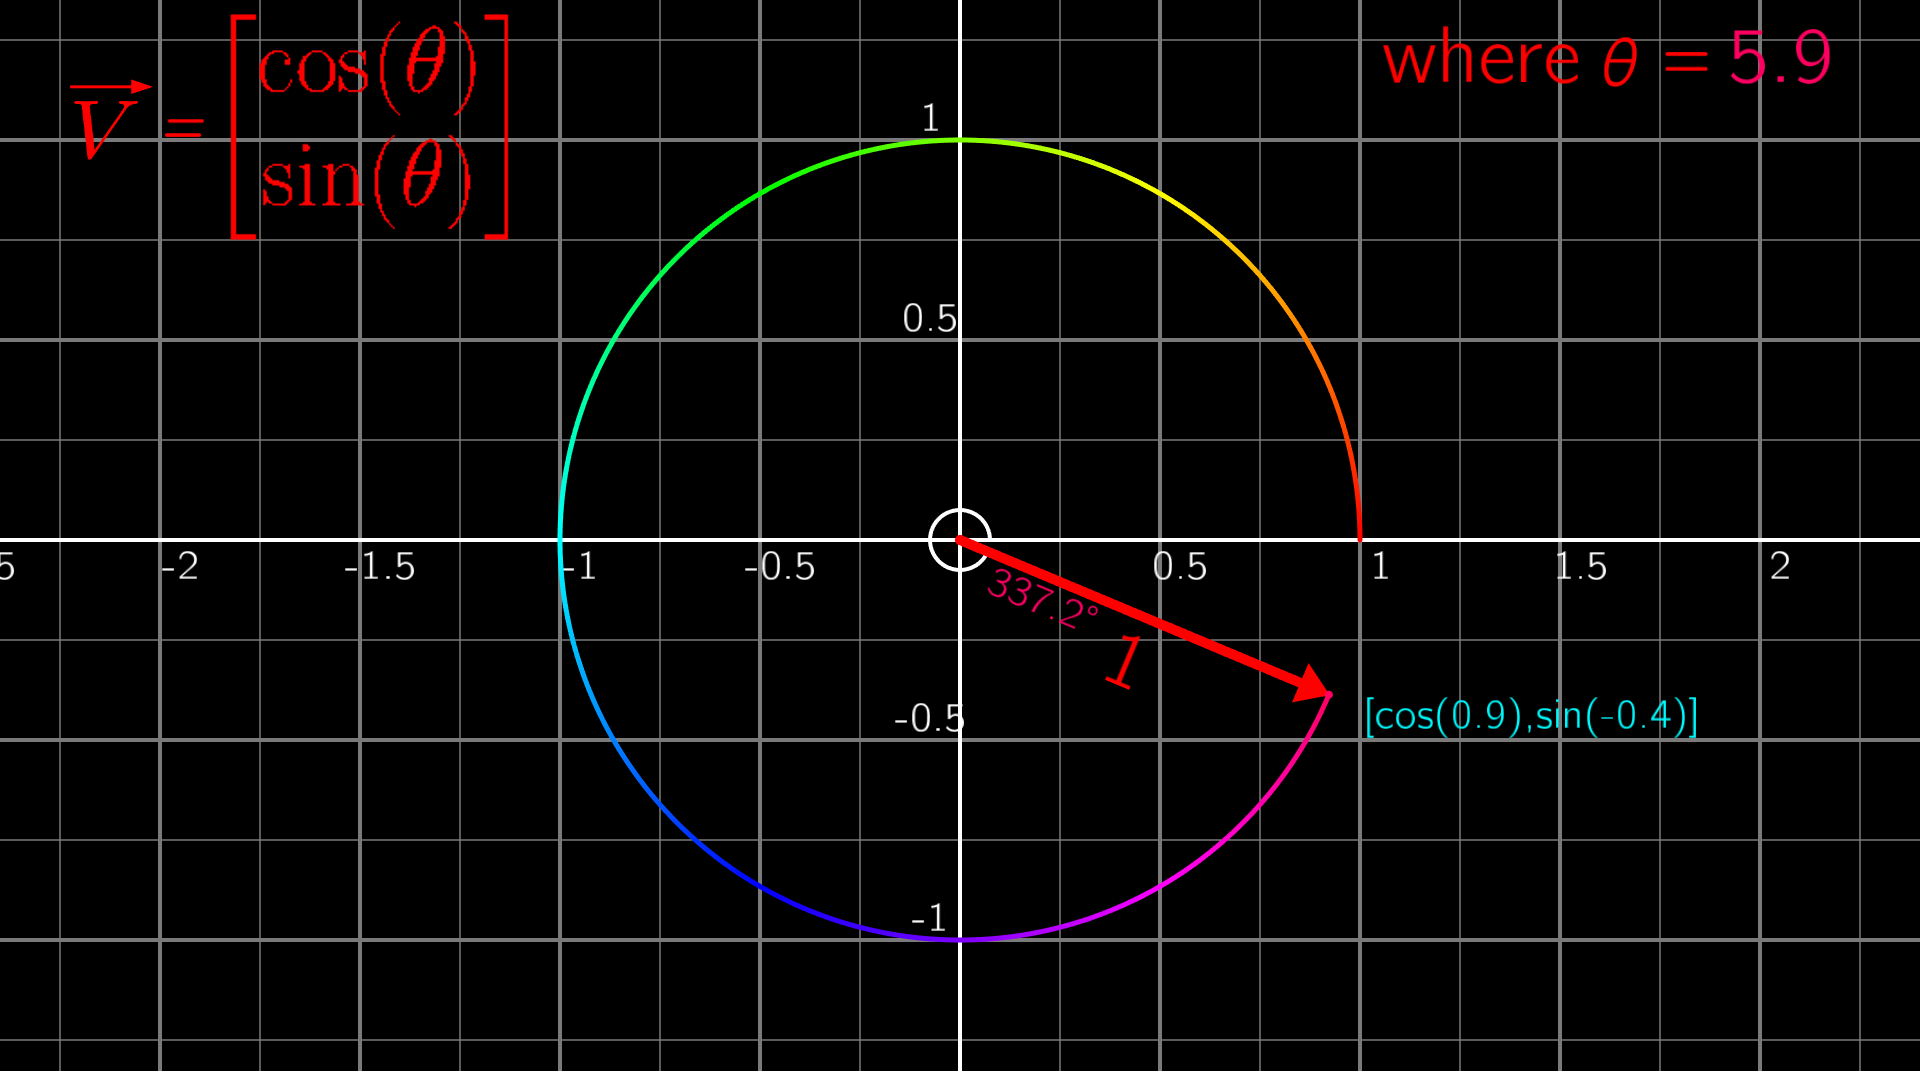 V = [cos(θ)
sin(θ)]
where θ = 5.9
1
0.5
5 -2 -1.5 -1 -0.5 0.5 1 1.5 2
337.2°
1
[cos(0.9),sin(-0.4)]
-0.5
-1